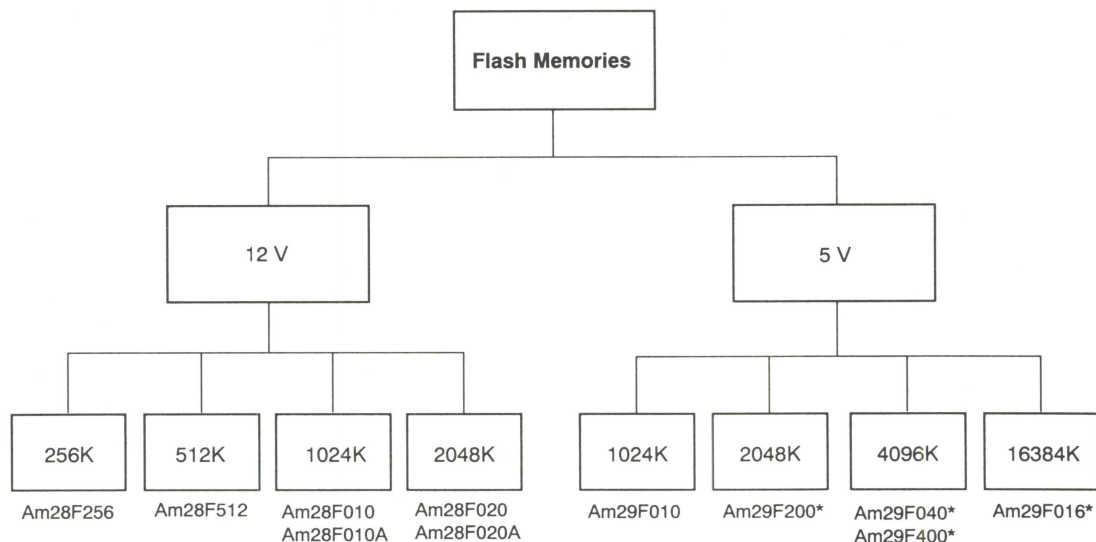 Flash Memories
12 V
5 V
256K
512K
1024K
2048K
1024K
2048K
4096K
16384K
Am28F256
Am28F512
Am28F010
Am28F010A
Am28F020
Am28F020A
Am29F010
Am29F200*
Am29F040*
Am29F400*
Am29F016*